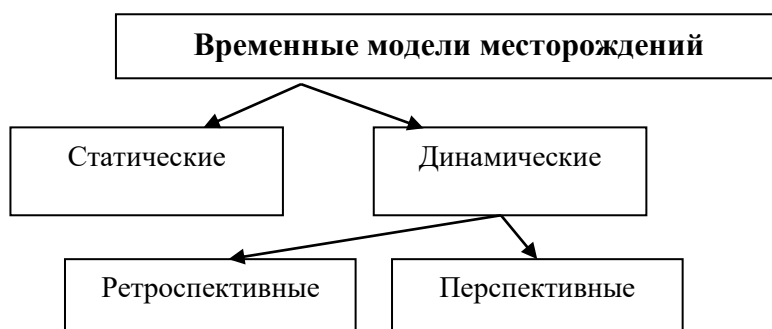 Временные модели месторождений
Статические
Динамические
Ретроспективные
Перспективные